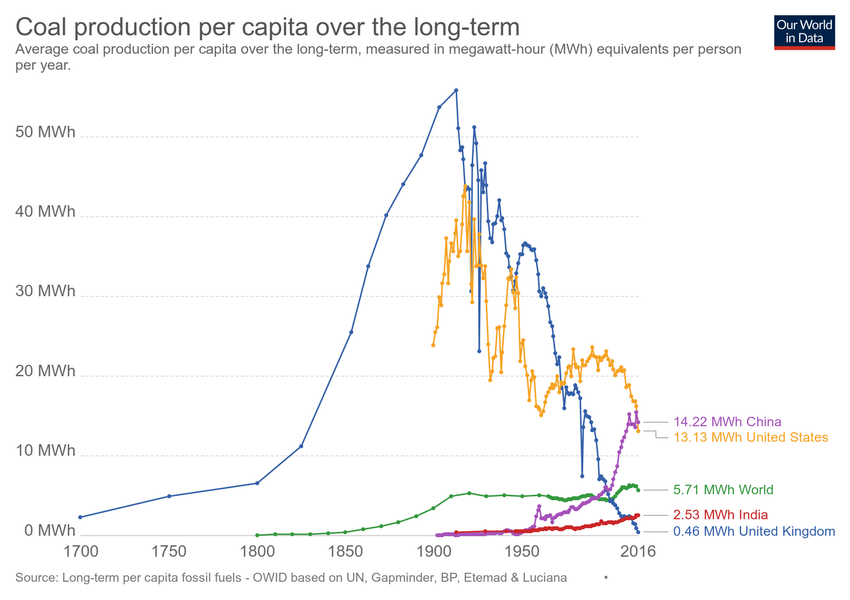 Coal production per capita over the long-term
Our World
in Data
Average coal production per capita over the long-term, measured in megawatt-hour (MWh) equivalents per person
per year.
50 MWh
40 MWh
30 MWh
20 MWh
10 MWh
0 MWh
1700
1750
1800
1850
1900
1950
2016
14.22 MWh China
13.13 MWh United States
5.71 MWh World
2.53 MWh India
0.46 MWh United Kingdom
Source: Long-term per capita fossil fuels - OWID based on UN, Gapminder, BP, Etemad & Luciana •